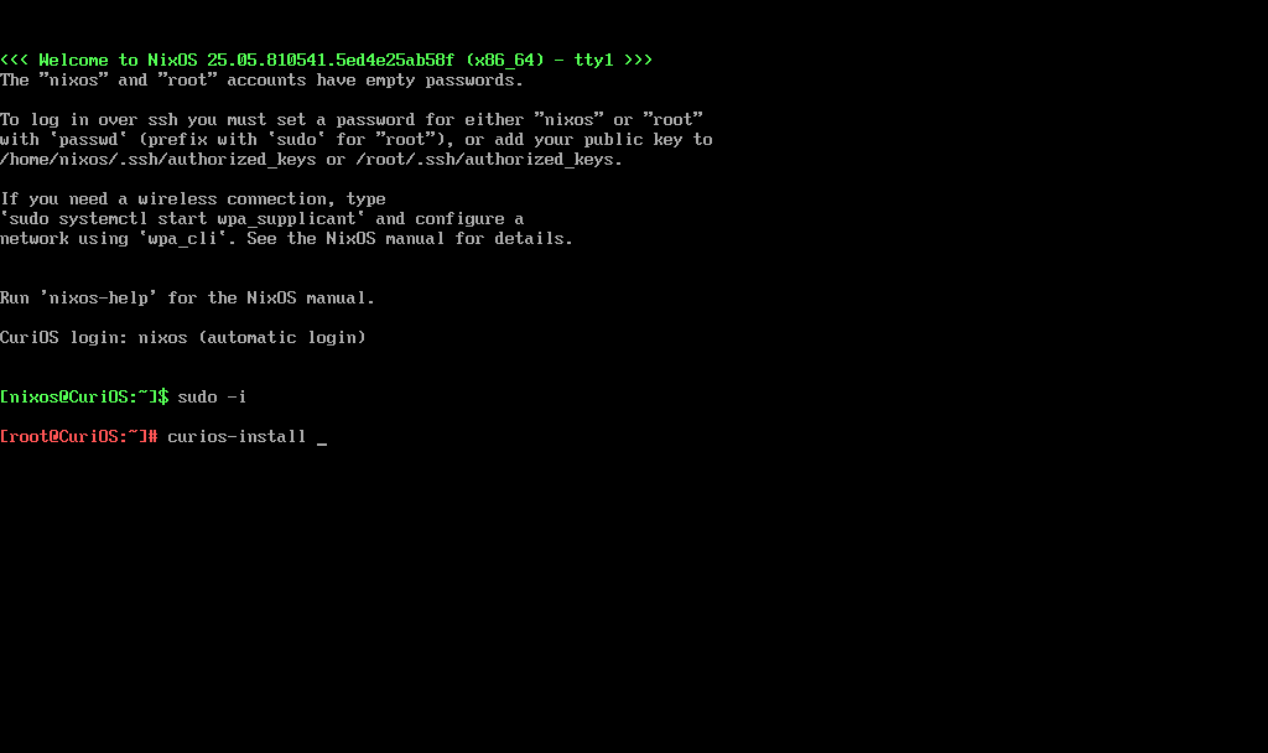 <<< Welcome to NixOS 25.05.810541.5ed4e25ab58f (x86_64) - tty1 >>>
The "nixos" and "root" accounts have empty passwords.
To log in over ssh you must set a password for either "nixos" or "root"
with `passwd` (prefix with `sudo` for "root"), or add your public key to
/home/nixos/.ssh/authorized_keys or /root/.ssh/authorized_keys.
If you need a wireless connection, type
`sudo systemctl start wpa_supplicant` and configure a
network using `wpa_cli`. See the NixOS manual for details.
Run 'nixos-help' for the NixOS manual.
CuriOS login: nixos (automatic login)
[nixos@CuriOS:~]$ sudo -i
[root@CuriOS:~]# curios-install _